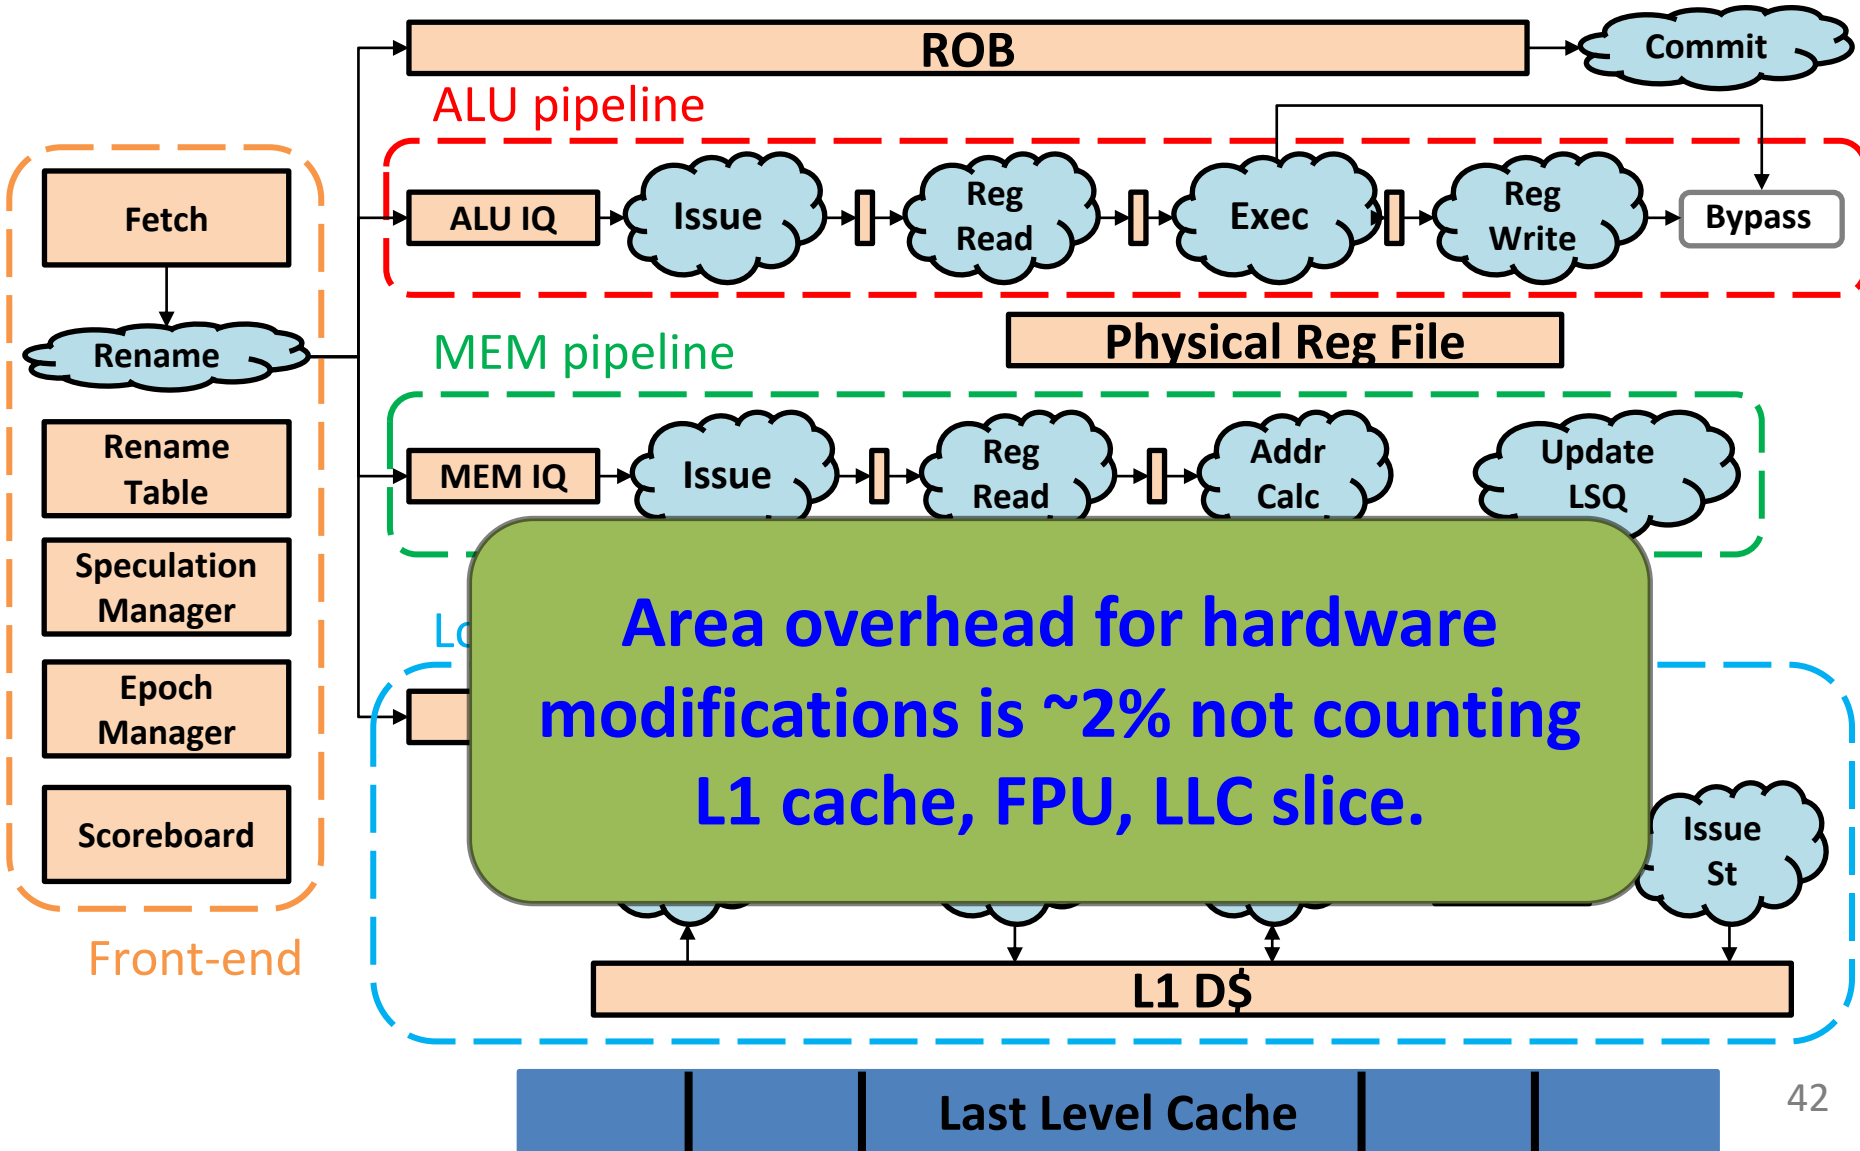 ROB
Commit
ALU pipeline
Fetch
ALU IQ
Issue
Reg
Read
Exec
Reg
Write
Bypass
Rename
MEM pipeline
Physical Reg File
Rename
Table
MEM IQ
Issue
Reg
Read
Addr
Calc
Update
LSQ
Speculation
Manager
Epoch
Manager
Scoreboard
Area overhead for hardware
modifications is ~2% not counting
L1 cache, FPU, LLC slice.
Issue
St
Front-end
L1 D$
Last Level Cache
42